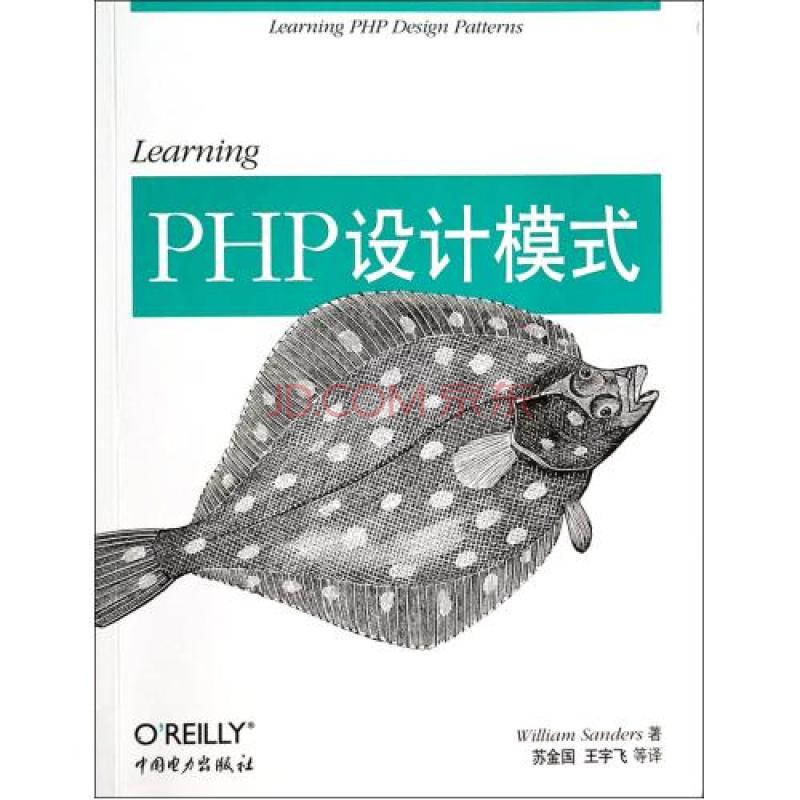 Learning PHP Design Patterns
Learning
PHP设计模式
JD.COM 京东
O'REILLY®
中国电力出版社
William Sanders 著
苏金国 王宇飞 等译